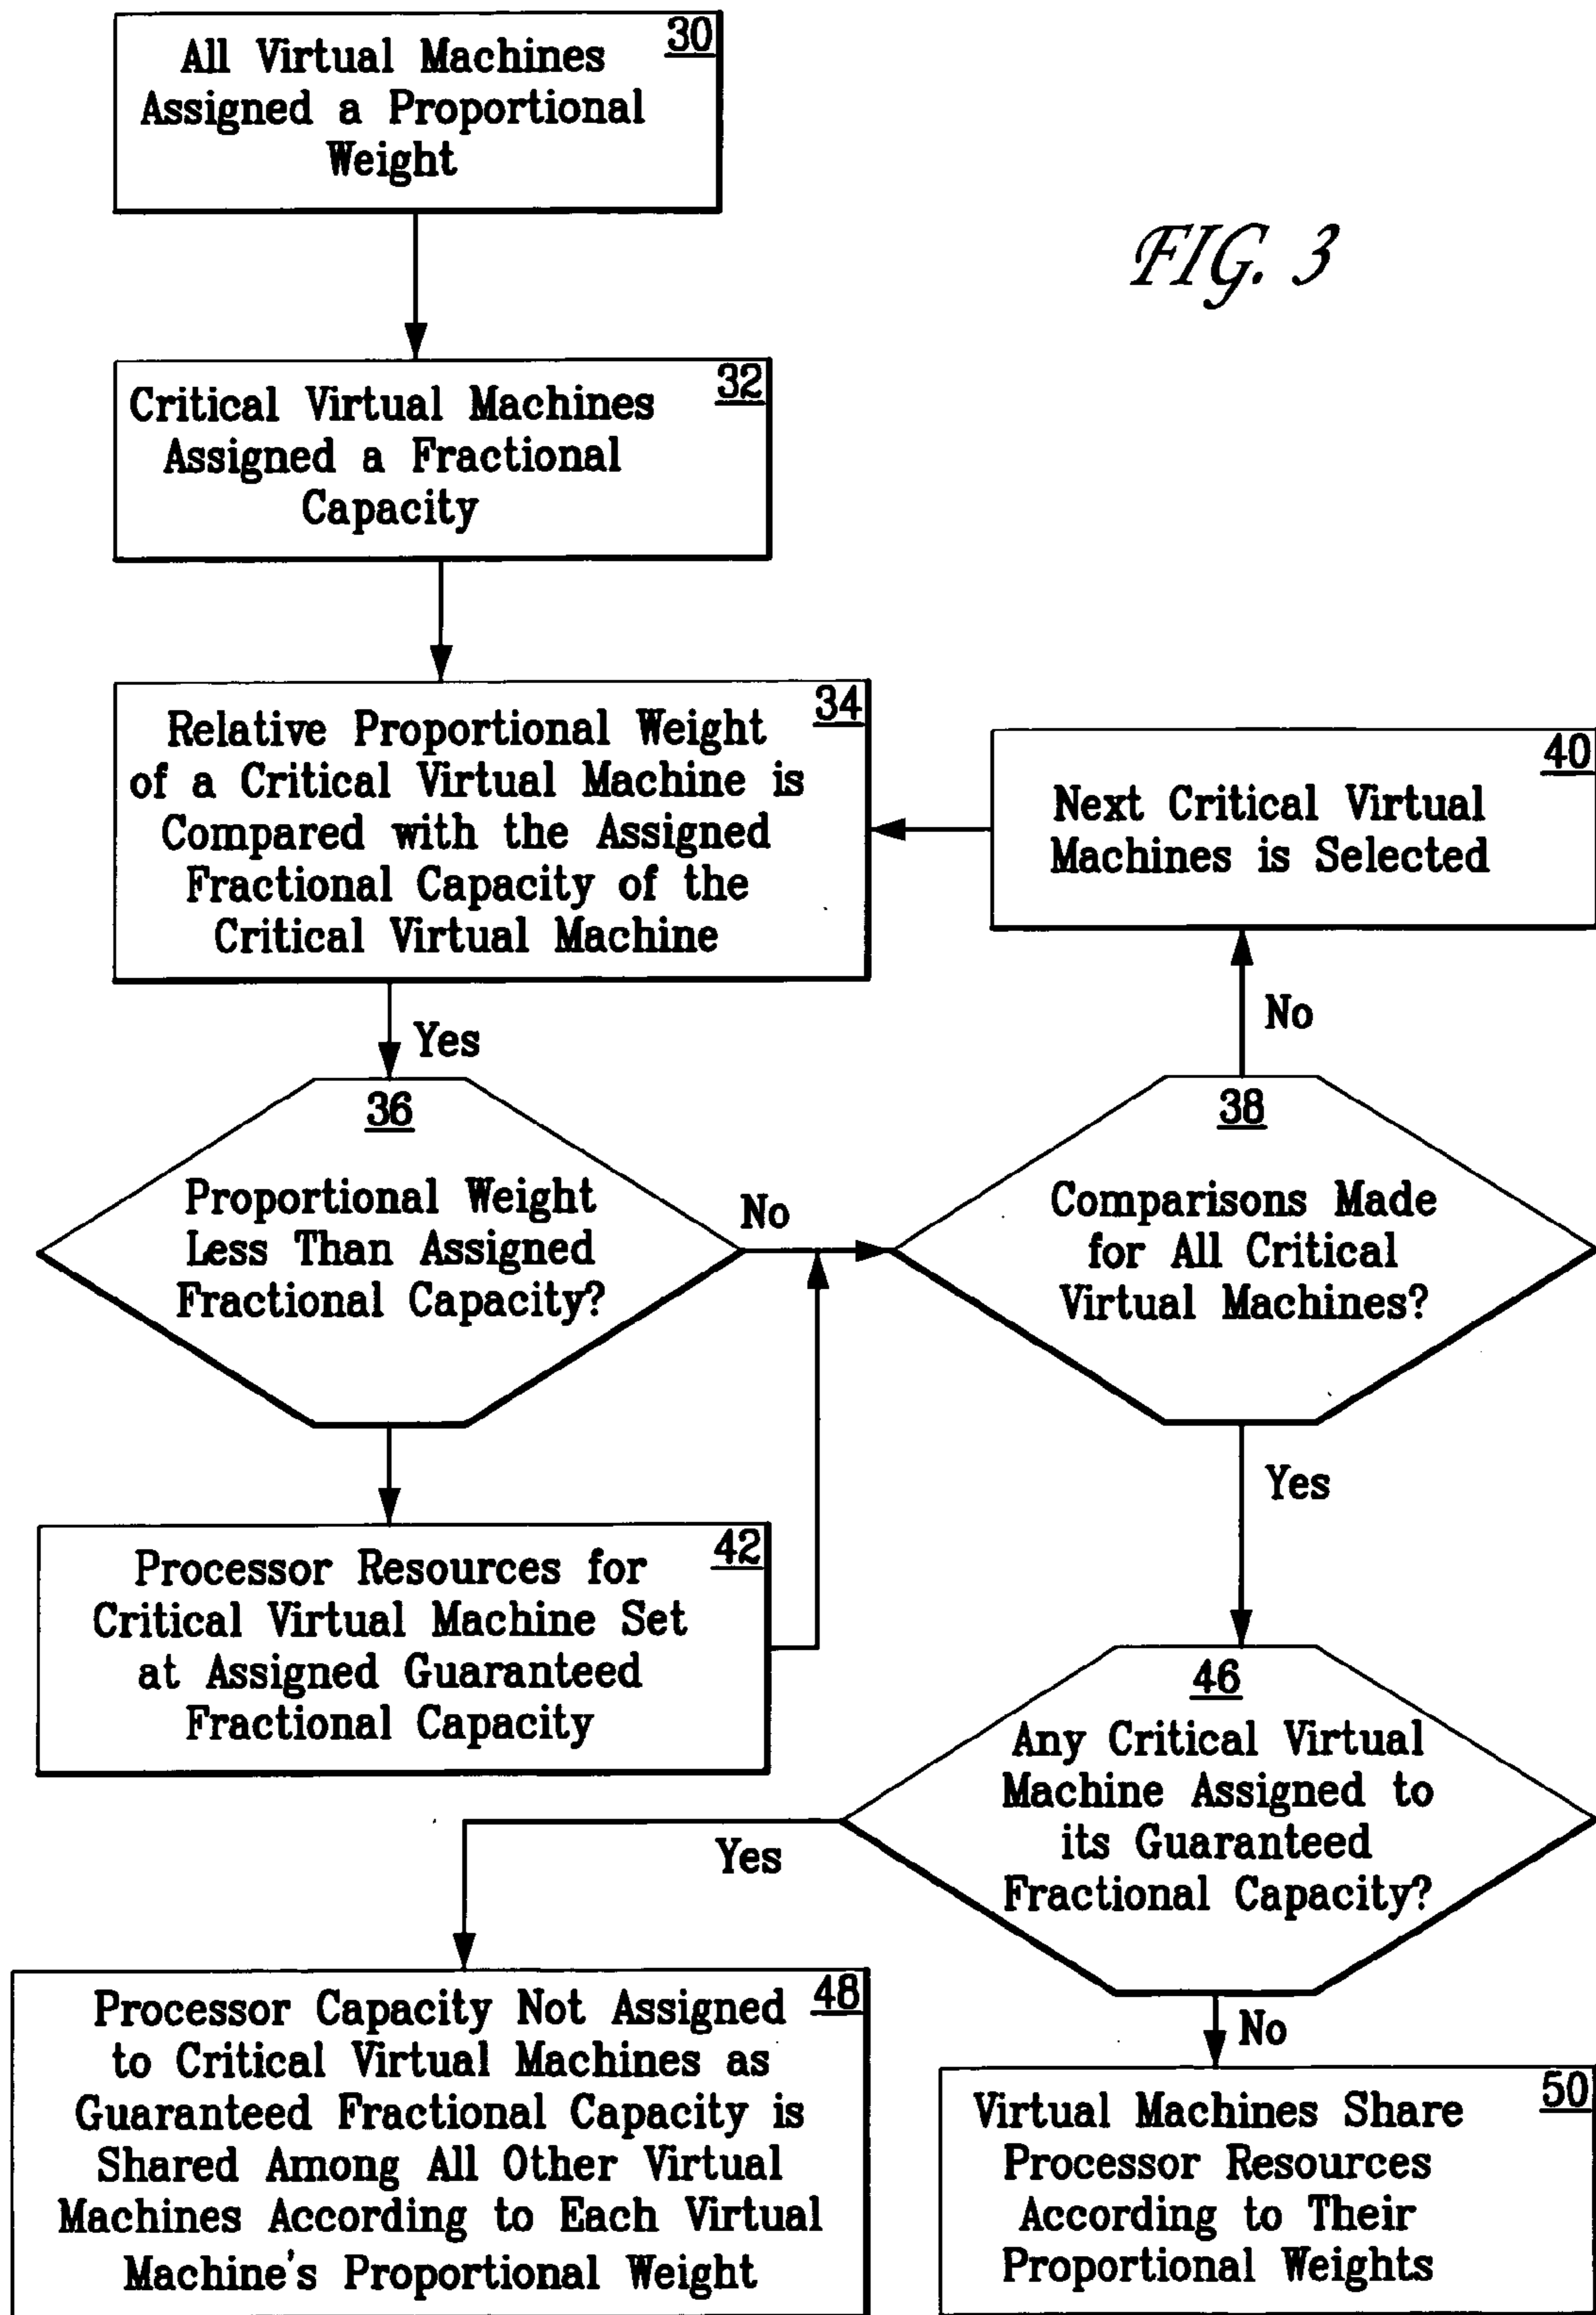 30
All Virtual Machines
Assigned a Proportional
Weight
FIG. 3
32
Critical Virtual Machines
Assigned a Fractional
Capacity
34
Relative Proportional Weight
of a Critical Virtual Machine is
Compared with the Assigned
Fractional Capacity of the
Critical Virtual Machine
40
Next Critical Virtual
Machines is Selected
Yes
No
36
Proportional Weight
Less Than Assigned
Fractional Capacity?
No
38
Comparisons Made
for All Critical
Virtual Machines?
Yes
42
Processor Resources for
Critical Virtual Machine Set
at Assigned Guaranteed
Fractional Capacity
46
Any Critical Virtual
Machine Assigned to
its Guaranteed
Fractional Capacity?
Yes
No
48
Processor Capacity Not Assigned
to Critical Virtual Machines as
Guaranteed Fractional Capacity is
Shared Among All Other Virtual
Machines According to Each Virtual
Machine's Proportional Weight
50
Virtual Machines Share
Processor Resources
According to Their
Proportional Weights